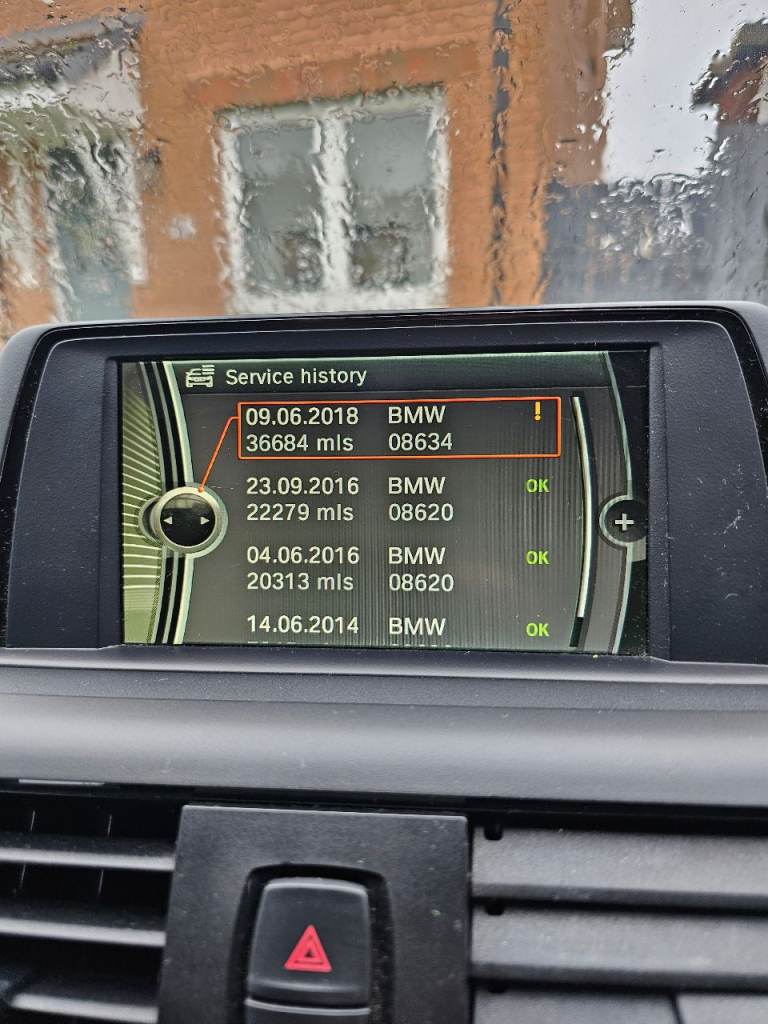 Service history
09.06.2018 BMW !
36684 mls 08634
23.09.2016 BMW OK
22279 mls 08620
04.06.2016 BMW OK
20313 mls 08620
14.06.2014 BMW OK